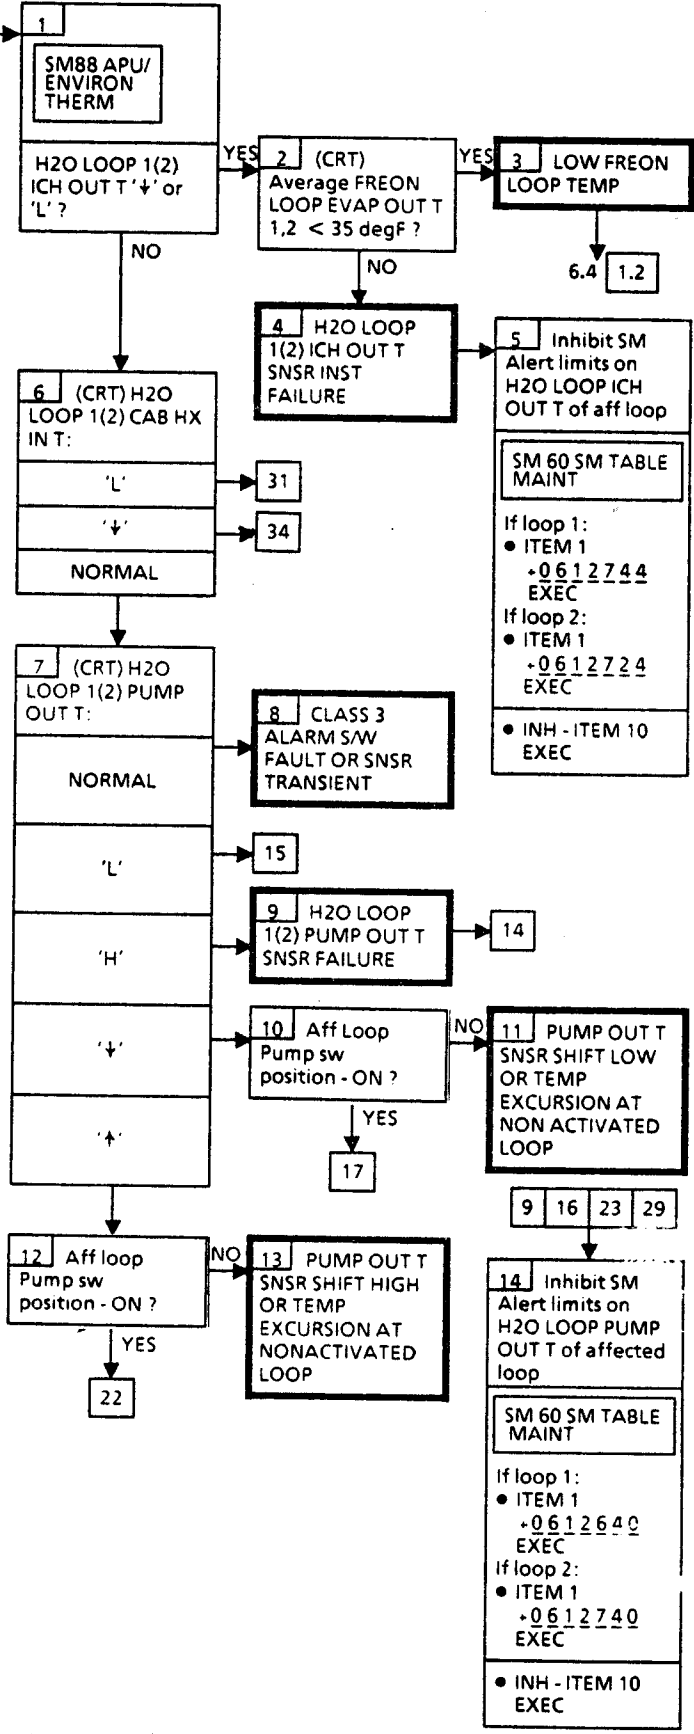 1
SM88 APU/
ENVIRON
THERM
H2O LOOP 1(2)
ICH OUT T '↓' or
'L' ?
YES
NO
2 (CRT)
Average FREON
LOOP EVAP OUT T
1,2 < 35 degF ?
YES
NO
3 LOW FREON
LOOP TEMP
6.4 1.2
4 H2O LOOP
1(2) ICH OUT T
SNSR INST
FAILURE
5 Inhibit SM
Alert limits on
H2O LOOP ICH
OUT T of aff loop
SM 60 SM TABLE
MAINT
If loop 1:
● ITEM 1
+0612744
EXEC
If loop 2:
● ITEM 1
+0612724
EXEC
● INH - ITEM 10
EXEC
6 (CRT) H2O
LOOP 1(2) CAB HX
IN T:
'L'
31
'↓'
34
NORMAL
7 (CRT) H2O
LOOP 1(2) PUMP
OUT T:
NORMAL
8 CLASS 3
ALARM S/W
FAULT OR SNSR
TRANSIENT
'L'
15
'H'
9 H2O LOOP
1(2) PUMP OUT T
SNSR FAILURE
14
'↓'
10 Aff Loop
Pump sw
position - ON ?
NO
YES
17
11 PUMP OUT T
SNSR SHIFT LOW
OR TEMP
EXCURSION AT
NON ACTIVATED
LOOP
'↑'
12 Aff loop
Pump sw
position - ON ?
NO
YES
22
13 PUMP OUT T
SNSR SHIFT HIGH
OR TEMP
EXCURSION AT
NONACTIVATED
LOOP
9 16 23 29
14 Inhibit SM
Alert limits on
H2O LOOP PUMP
OUT T of affected
loop
SM 60 SM TABLE
MAINT
If loop 1:
● ITEM 1
+0612640
EXEC
If loop 2:
● ITEM 1
+0612740
EXEC
● INH - ITEM 10
EXEC